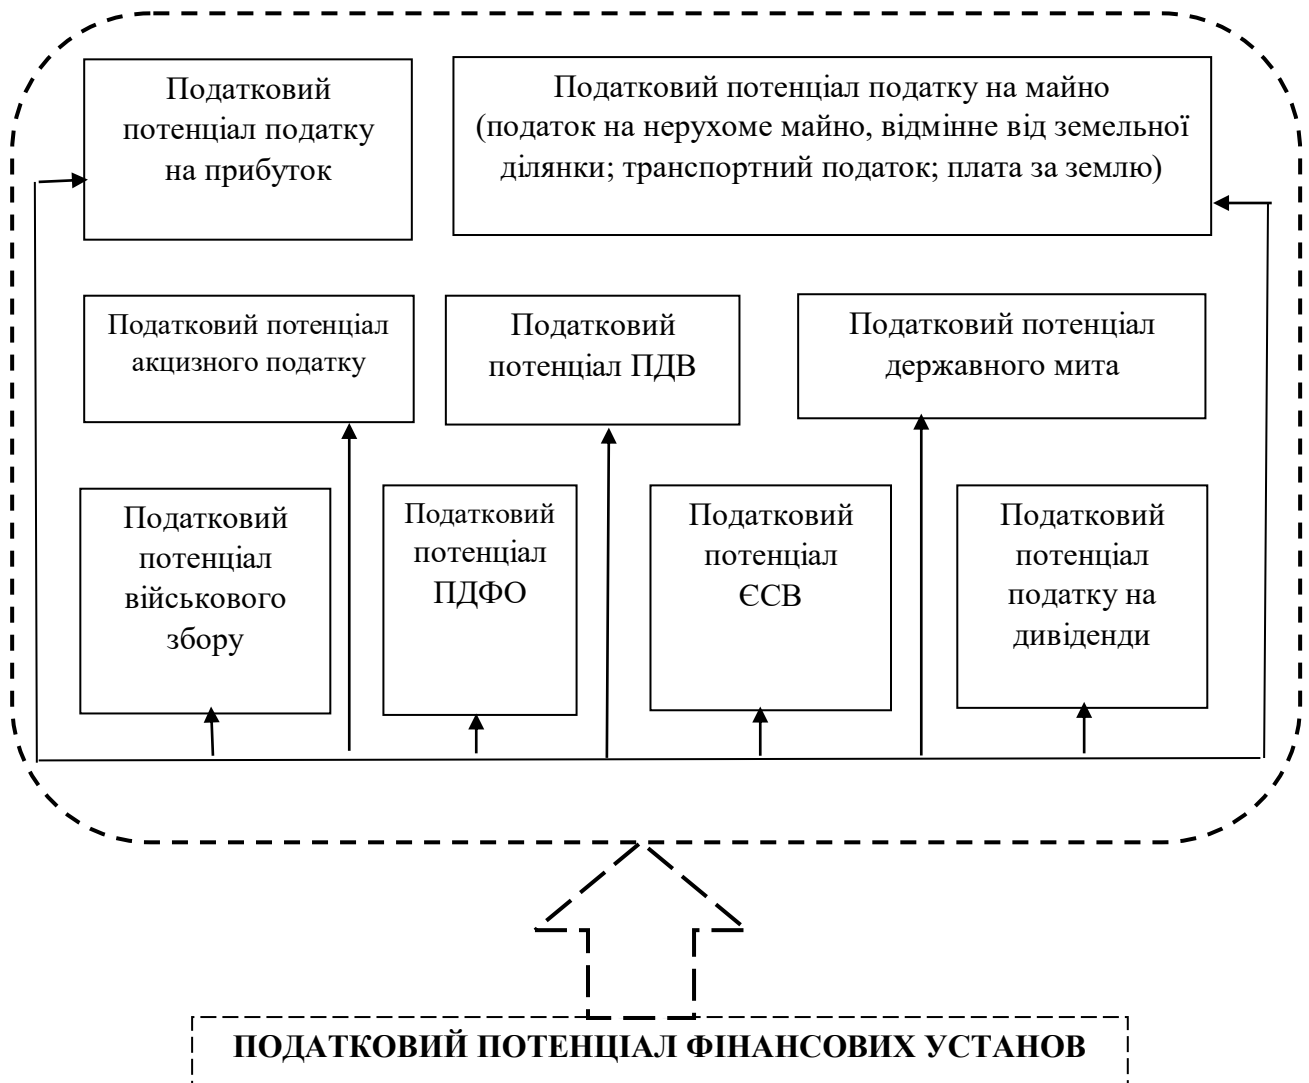 Податковий
потенціал податку
на прибуток
Податковий потенціал податку на майно
(податок на нерухоме майно, відмінне від земельної
ділянки; транспортний податок; плата за землю)
Податковий потенціал
акцизного податку
Податковий
потенціал ПДВ
Податковий потенціал
державного мита
Податковий
потенціал
військового
збору
Податковий
потенціал
ПДФО
Податковий
потенціал
ЄСВ
Податковий
потенціал
податку на
дивіденди
ПОДАТКОВИЙ ПОТЕНЦІАЛ ФІНАНСОВИХ УСТАНОВ